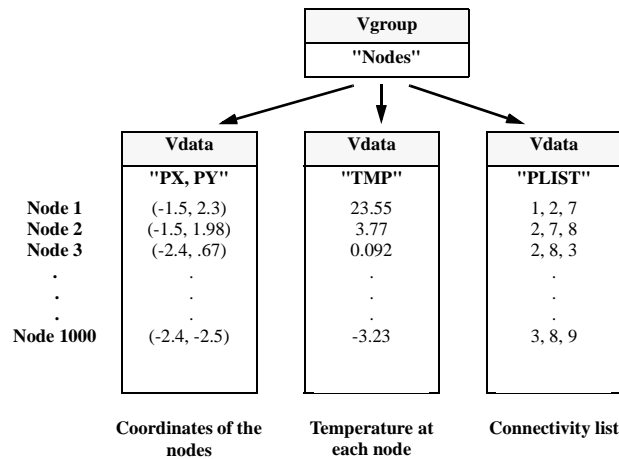 Vgroup
"Nodes"
Vdata Vdata Vdata
"PX, PY" "TMP" "PLIST"
Node 1 (-1.5, 2.3) 23.55 1, 2, 7
Node 2 (-1.5, 1.98) 3.77 2, 7, 8
Node 3 (-2.4, .67) 0.092 2, 8, 3
. . . .
. . . .
. . . .
Node 1000 (-2.4, -2.5) -3.23 3, 8, 9
Coordinates of the Temperature at Connectivity list
nodes each node